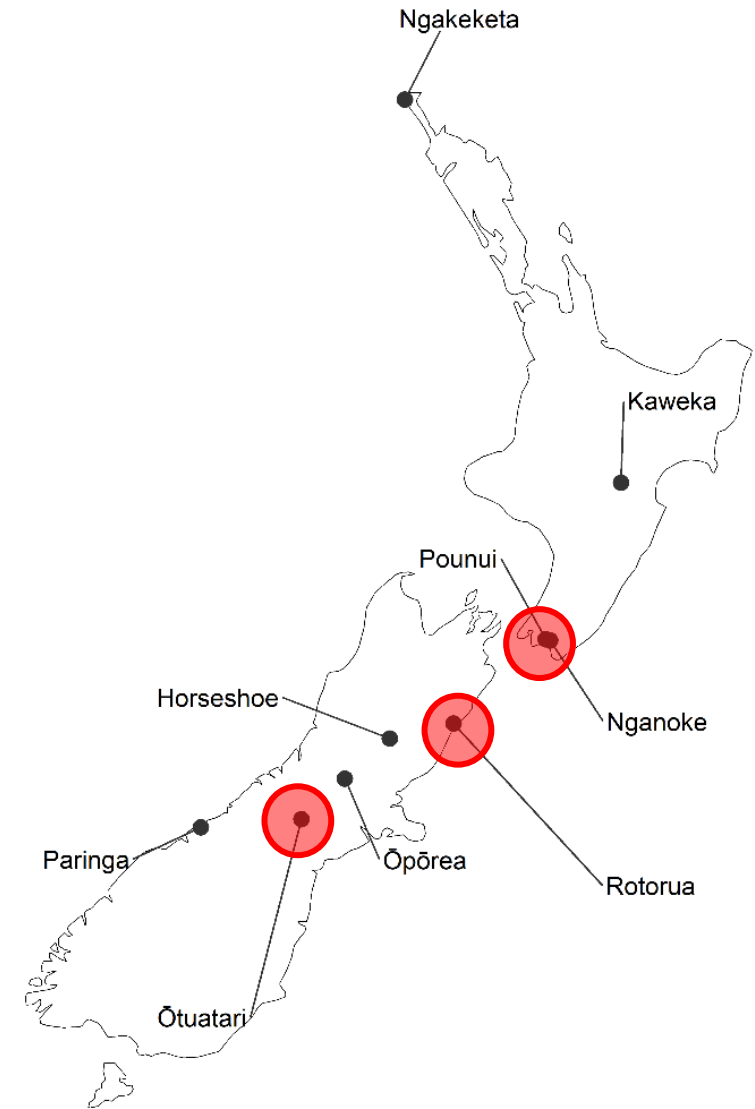 Ngakeketa
Kaweka
Pounui
Horseshoe
Nganoke
Paringa
Ōpōrea
Rotorua
Ōtuatari